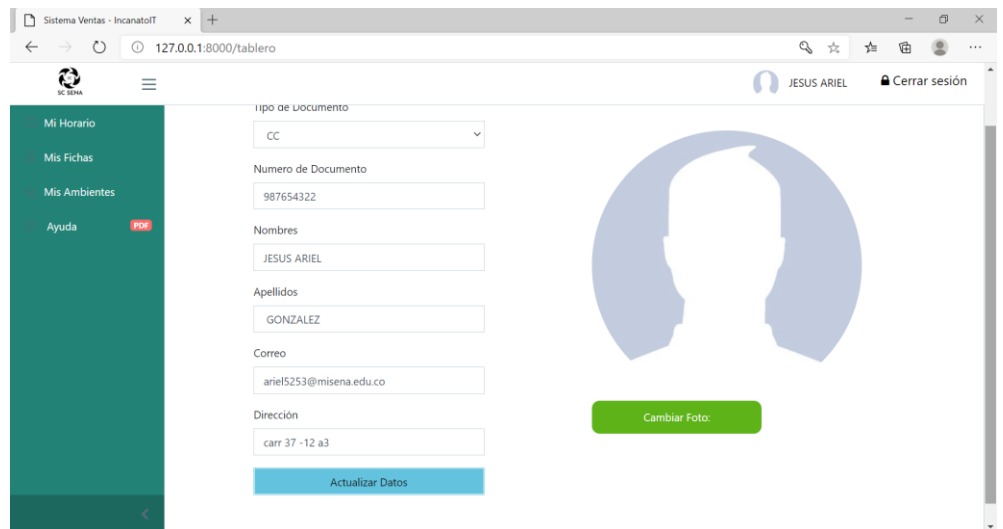 Sistema Ventas - IncanatoIT
127.0.0.1:8000/tablero
SC SENA
JESUS ARIEL
Cerrar sesión
Mi Horario
Mis Fichas
Mis Ambientes
Ayuda PDF
Tipo de Documento
CC
Numero de Documento
987654322
Nombres
JESUS ARIEL
Apellidos
GONZALEZ
Correo
ariel5253@misena.edu.co
Dirección
carr 37 -12 a3
Actualizar Datos
Cambiar Foto: